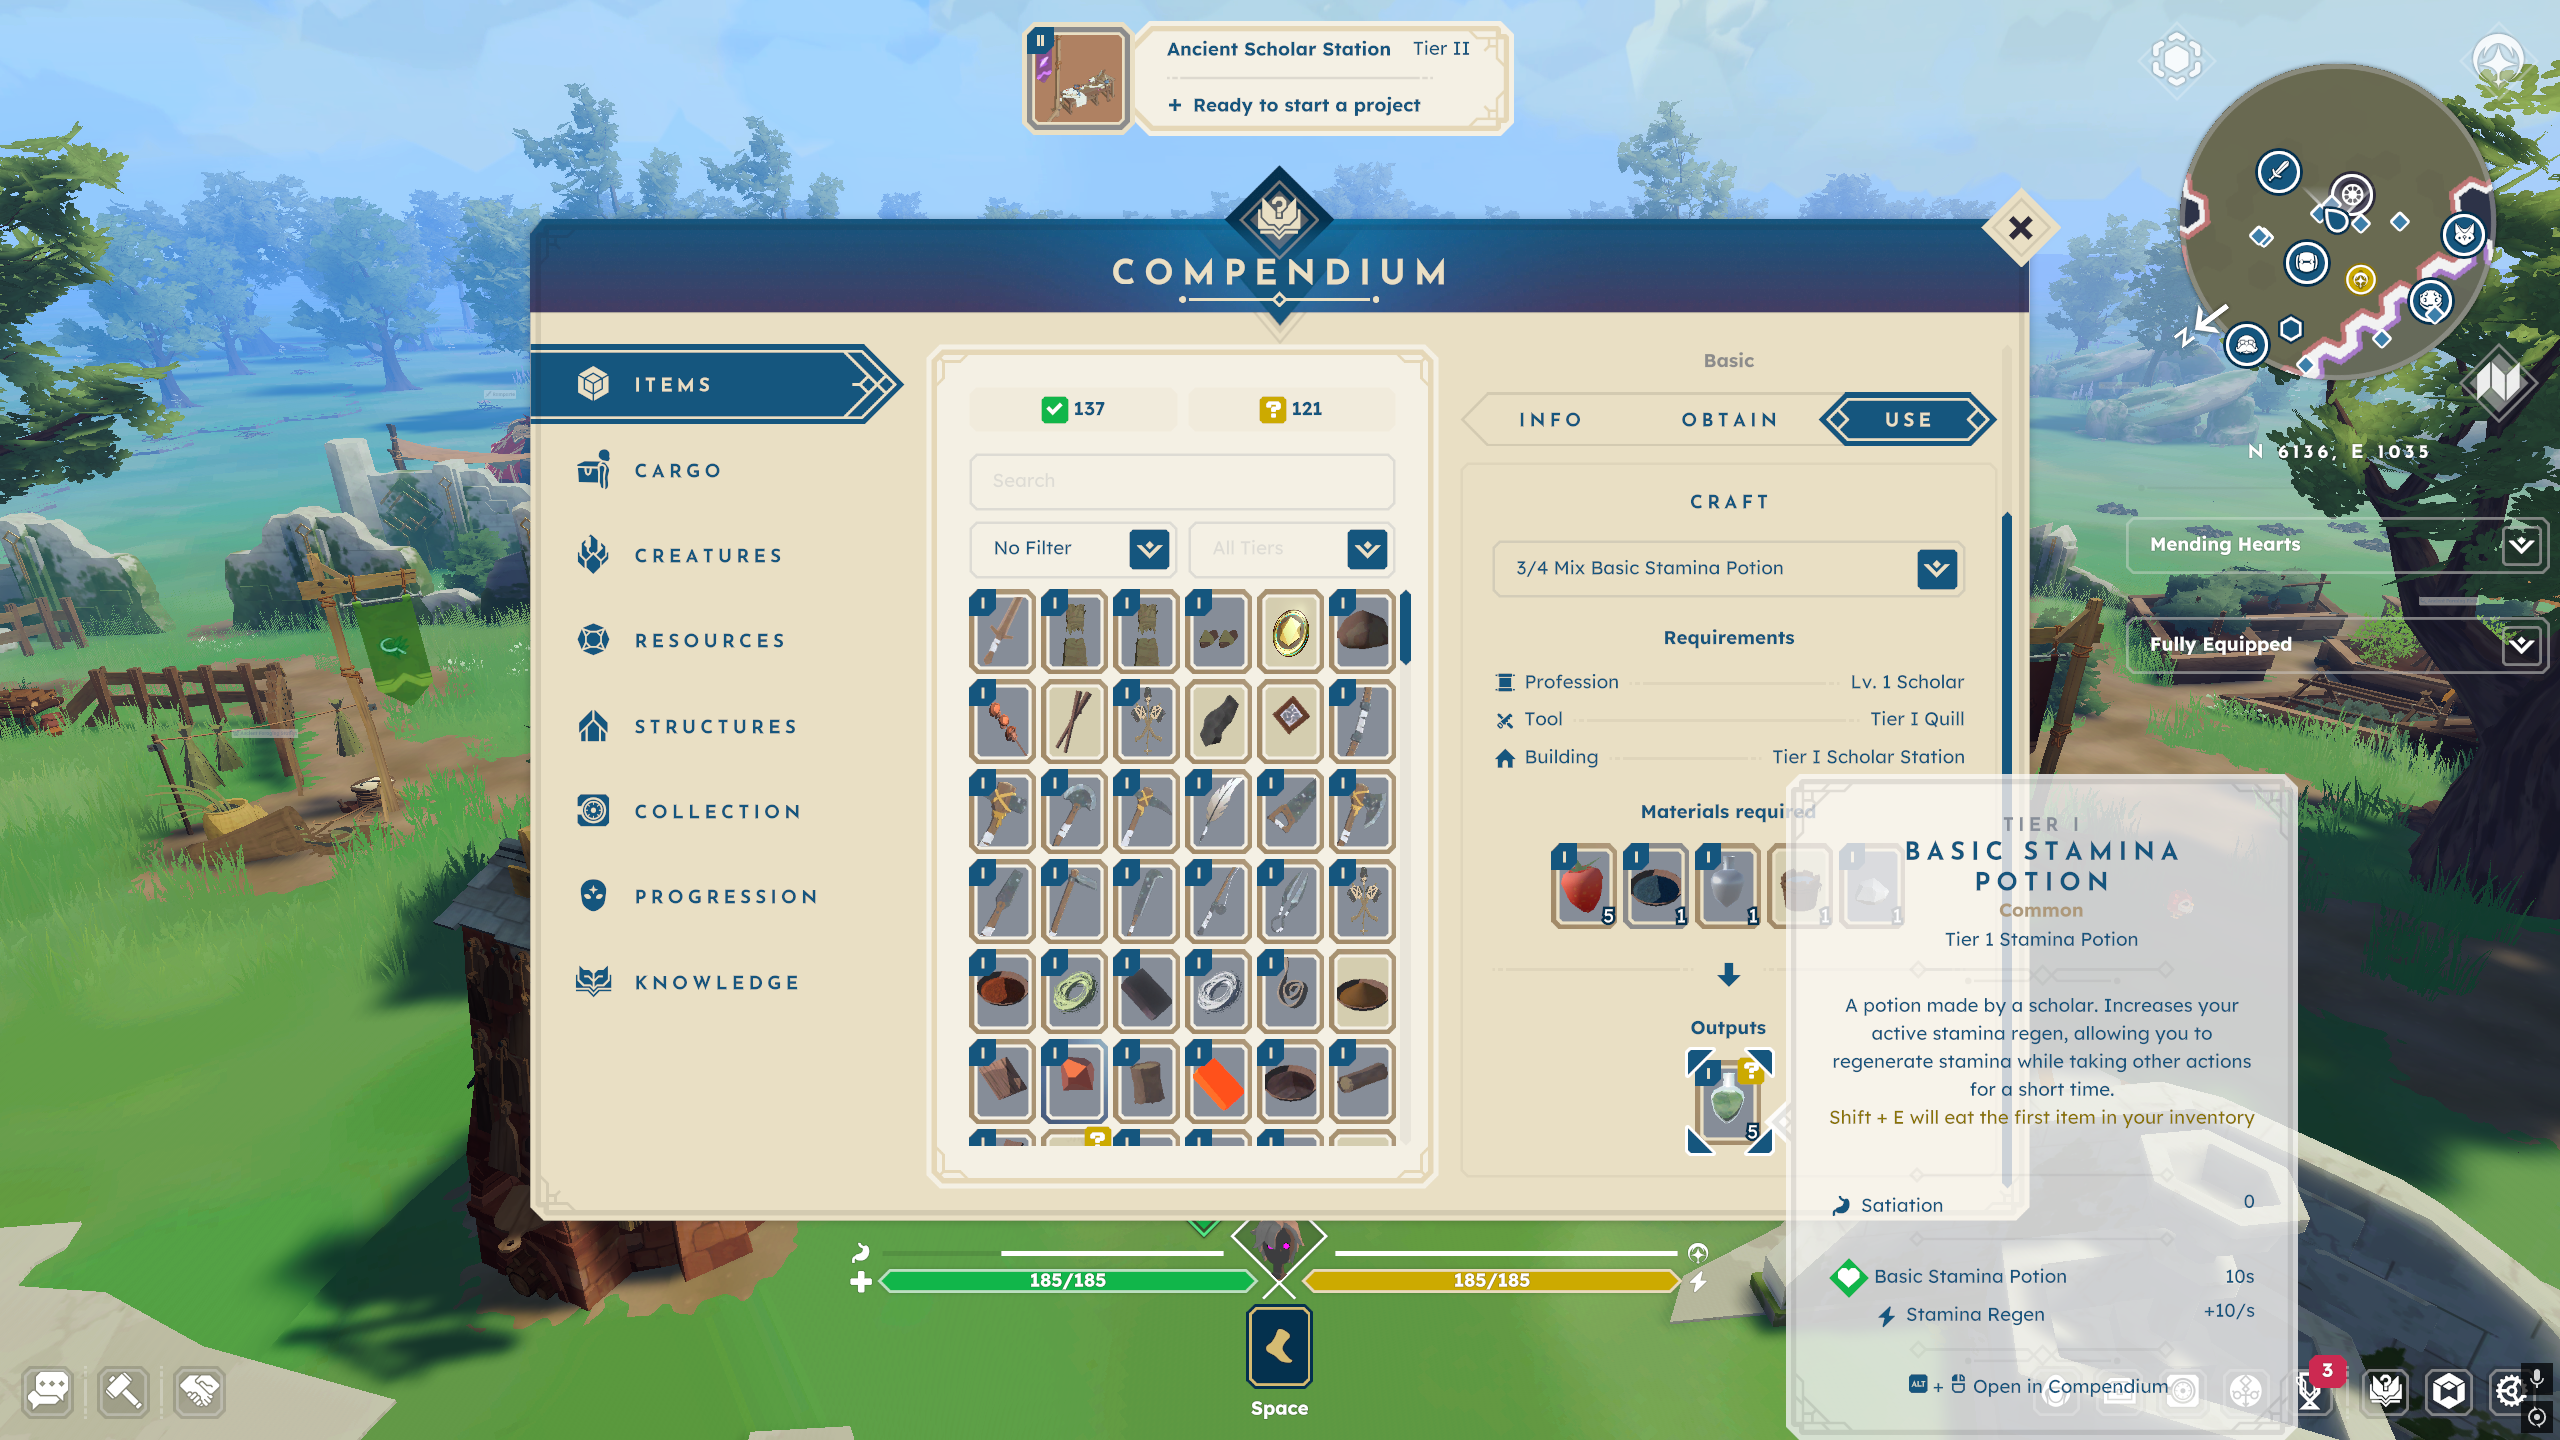 II
Ancient Scholar Station Tier II
+ Ready to start a project
COMPENDIUM
ITEMS
CARGO
CREATURES
RESOURCES
STRUCTURES
COLLECTION
PROGRESSION
KNOWLEDGE
137
? 121
Search
No Filter
All Tiers
I I I I I
I I I
I I I I I I
I I I I I I
I I I I I
I I I I I I
I ? I I I
Basic
INFO
OBTAIN
USE
CRAFT
3/4 Mix Basic Stamina Potion
Requirements
Profession Lv. 1 Scholar
Tool Tier I Quill
Building Tier I Scholar Station
Materials required
I 5
I 1
I 1
1
I 1
Outputs
I ? 5
TIER I
BASIC STAMINA
POTION
Common
Tier 1 Stamina Potion
A potion made by a scholar. Increases your
active stamina regen, allowing you to
regenerate stamina while taking other actions
for a short time.
Shift + E will eat the first item in your inventory
Satiation 0
Basic Stamina Potion 10s
Stamina Regen +10/s
ALT + Open in Compendium
N
N 6136, E 1035
Mending Hearts
Fully Equipped
185/185
185/185
Space
3